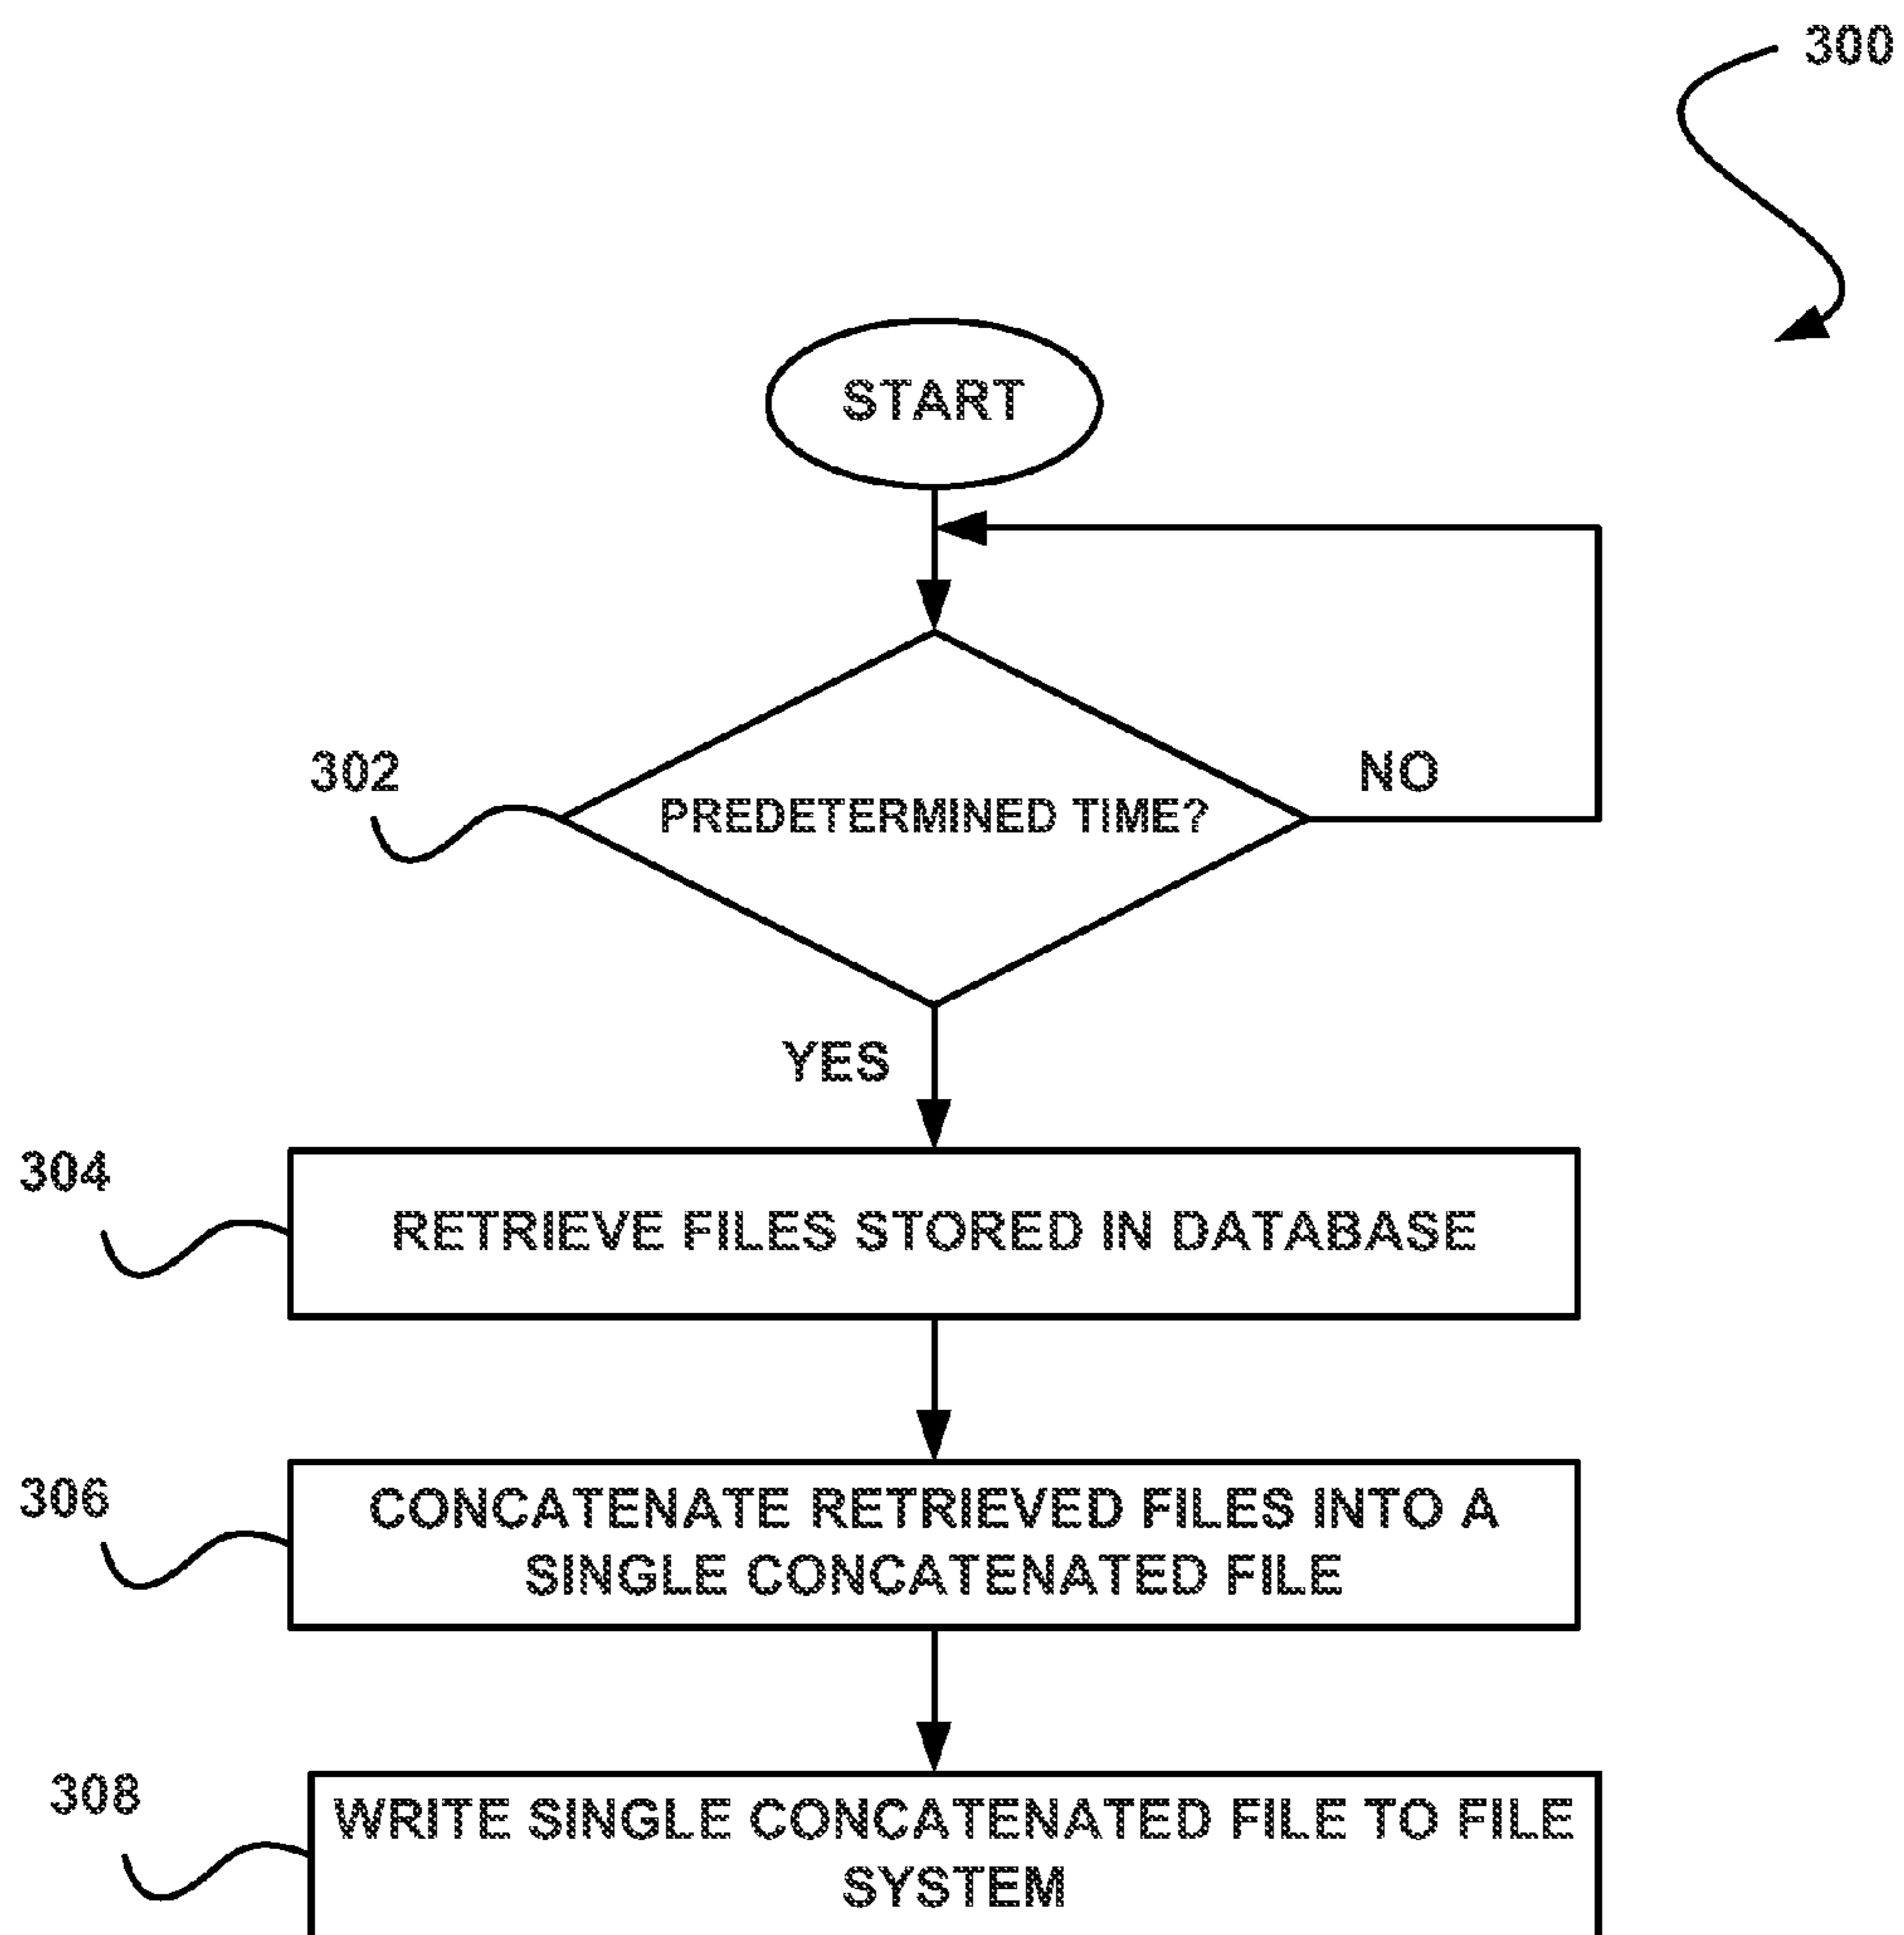 300
START
302
PREDETERMINED TIME?
NO
YES
304
RETRIEVE FILES STORED IN DATABASE
306
CONCATENATE RETRIEVED FILES INTO A
SINGLE CONCATENATED FILE
308
WRITE SINGLE CONCATENATED FILE TO FILE
SYSTEM